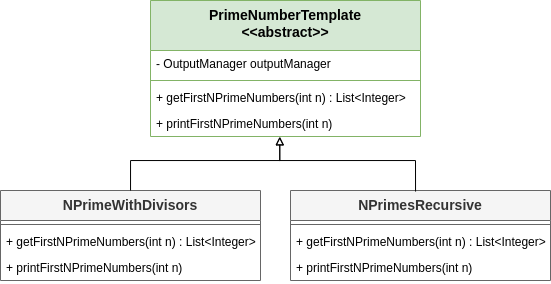 PrimeNumberTemplate
<<abstract>>
- OutputManager outputManager
+ getFirstNPrimeNumbers(int n) : List<Integer>
+ printFirstNPrimeNumbers(int n)
NPrimeWithDivisors
+ getFirstNPrimeNumbers(int n) : List<Integer>
+ printFirstNPrimeNumbers(int n)
NPrimesRecursive
+ getFirstNPrimeNumbers(int n) : List<Integer>
+ printFirstNPrimeNumbers(int n)